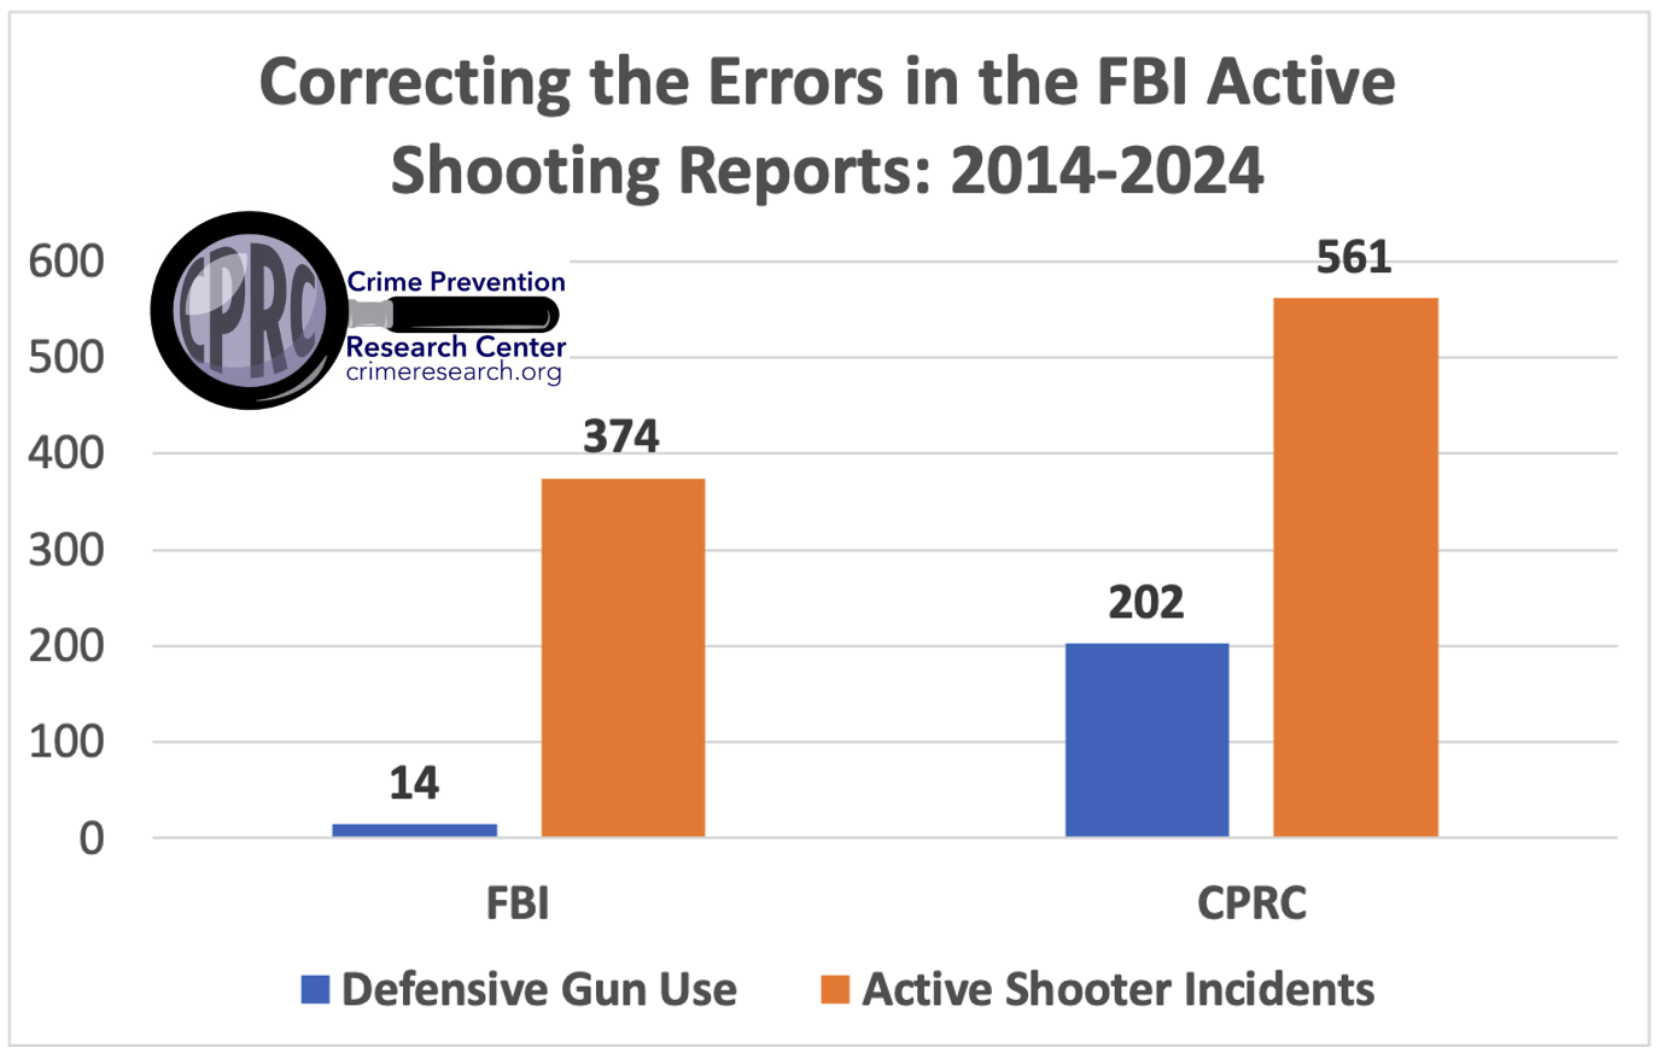 Correcting the Errors in the FBI Active
Shooting Reports: 2014-2024
CPRC
Crime Prevention
Research Center
crimeresearch.org
600
500
400
300
200
100
0
14
374
202
561
FBI
CPRC
Defensive Gun Use
Active Shooter Incidents